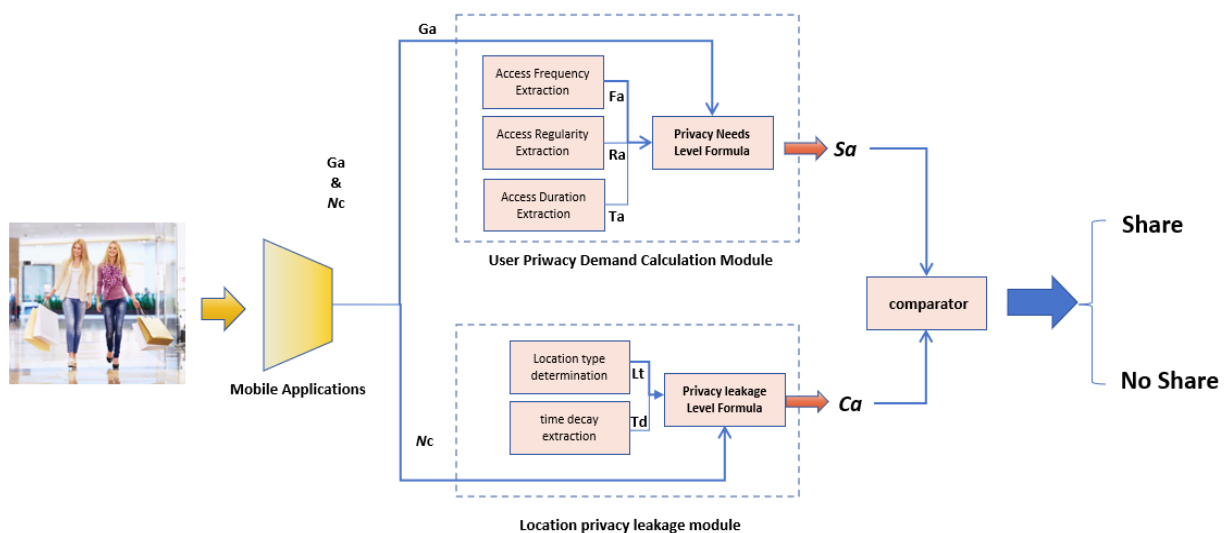 Ga
Access Frequency
Extraction
Fa
Access Regularity
Extraction
Ra
Access Duration
Extraction
Ta
Privacy Needs
Level Formula
Sa
User Priwacy Demand Calculation Module
Ga
&
Nc
Mobile Applications
Location type
determination
Lt
time decay
extraction
Td
Privacy leakage
Level Formula
Ca
Nc
Location privacy leakage module
comparator
Share
No Share